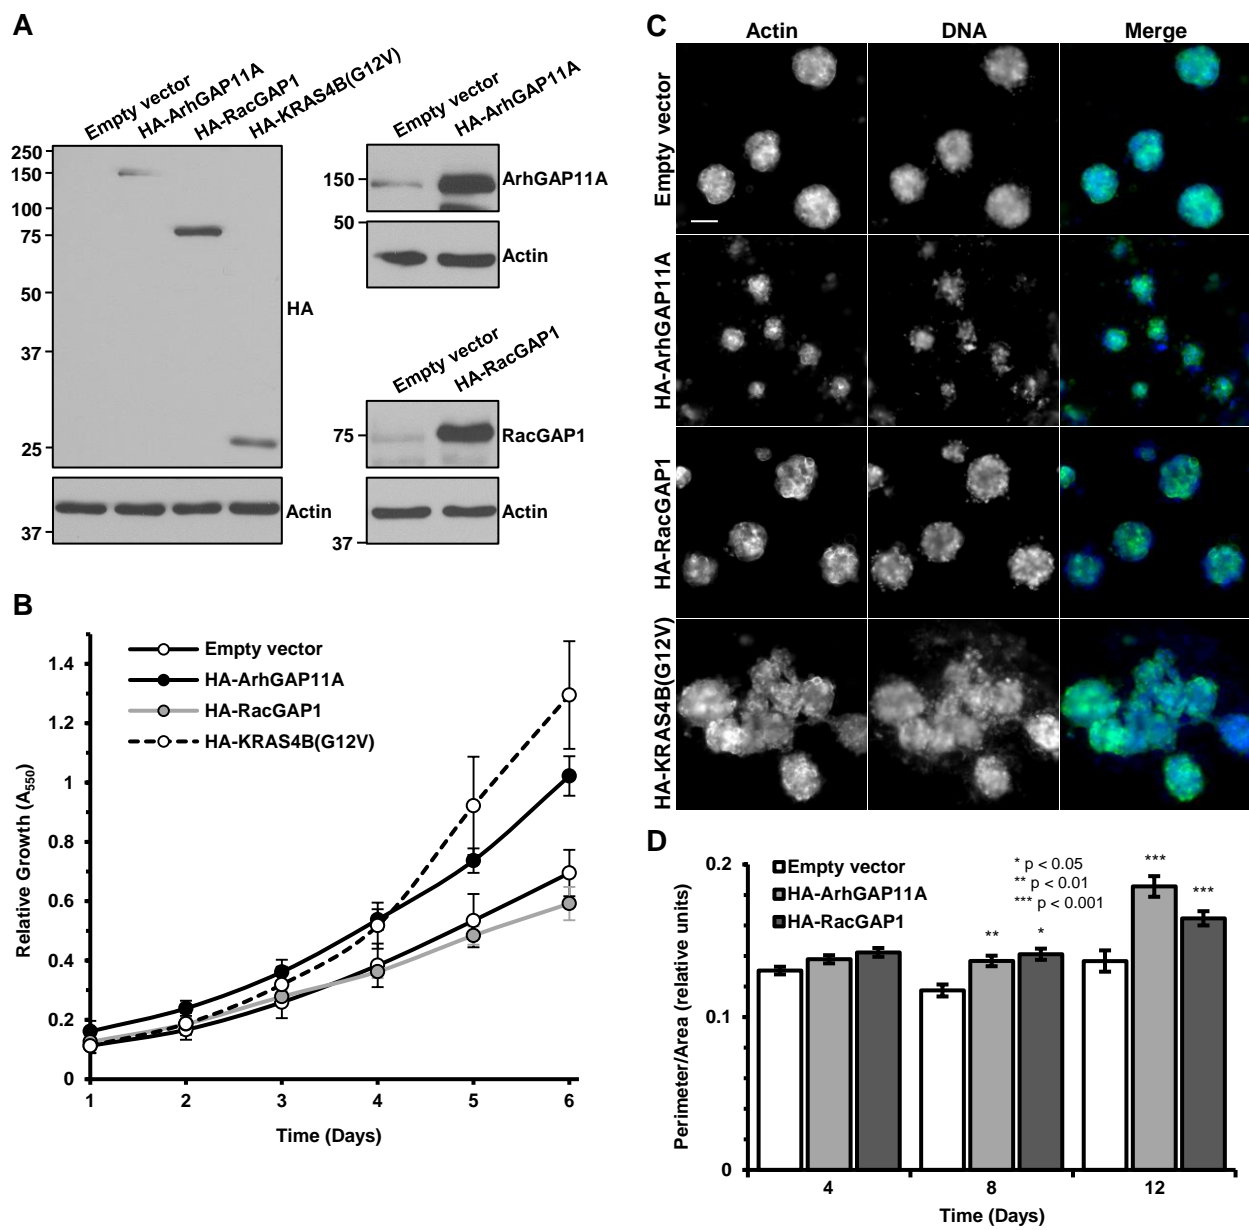 A
Empty vector
HA-ArhGAP11A
HA-RacGAP1
HA-KRAS4B(G12V)
250
150
100
75
50
37
25
HA
37
Actin
Empty vector
HA-ArhGAP11A
150
ArhGAP11A
50
Actin
Empty vector
HA-RacGAP1
75
RacGAP1
Actin
37
B
Empty vector
HA-ArhGAP11A
HA-RacGAP1
HA-KRAS4B(G12V)
Relative Growth (A550)
1.4
1.2
1
0.8
0.6
0.4
0.2
0
1 2 3 4 5 6
Time (Days)
C
Actin DNA Merge
Empty vector
HA-ArhGAP11A
HA-RacGAP1
HA-KRAS4B(G12V)
D
Perimeter/Area (relative units)
0.2
0.1
0
Empty vector
HA-ArhGAP11A
HA-RacGAP1
* p < 0.05
** p < 0.01
*** p < 0.001
** * *** ***
4 8 12
Time (Days)